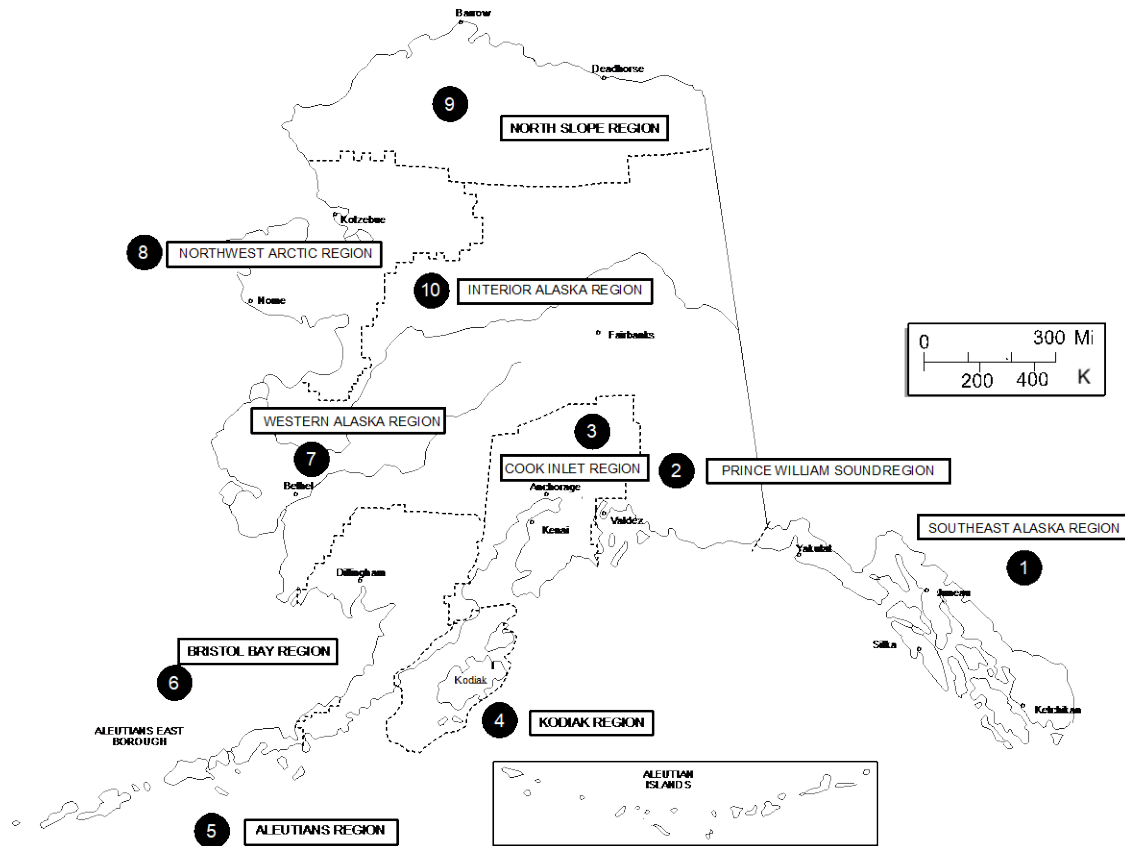 Barrow
Deadhorse
9
NORTH SLOPE REGION
Kotzebue
8
NORTHWEST ARCTIC REGION
10
INTERIOR ALASKA REGION
Nome
Fairbanks
0 300 Mi
200 400 K
WESTERN ALASKA REGION
3
7
COOK INLET REGION
2
PRINCE WILLIAM SOUNDREGION
Bethel
Anchorage
Kenai
Valdez
SOUTHEAST ALASKA REGION
Yakutat
1
Dillingham
Juneau
BRISTOL BAY REGION
Sitka
6
Kodiak
4
KODIAK REGION
Ketchikan
ALEUTIANS EAST
BOROUGH
ALEUTIAN
ISLANDS
5
ALEUTIANS REGION